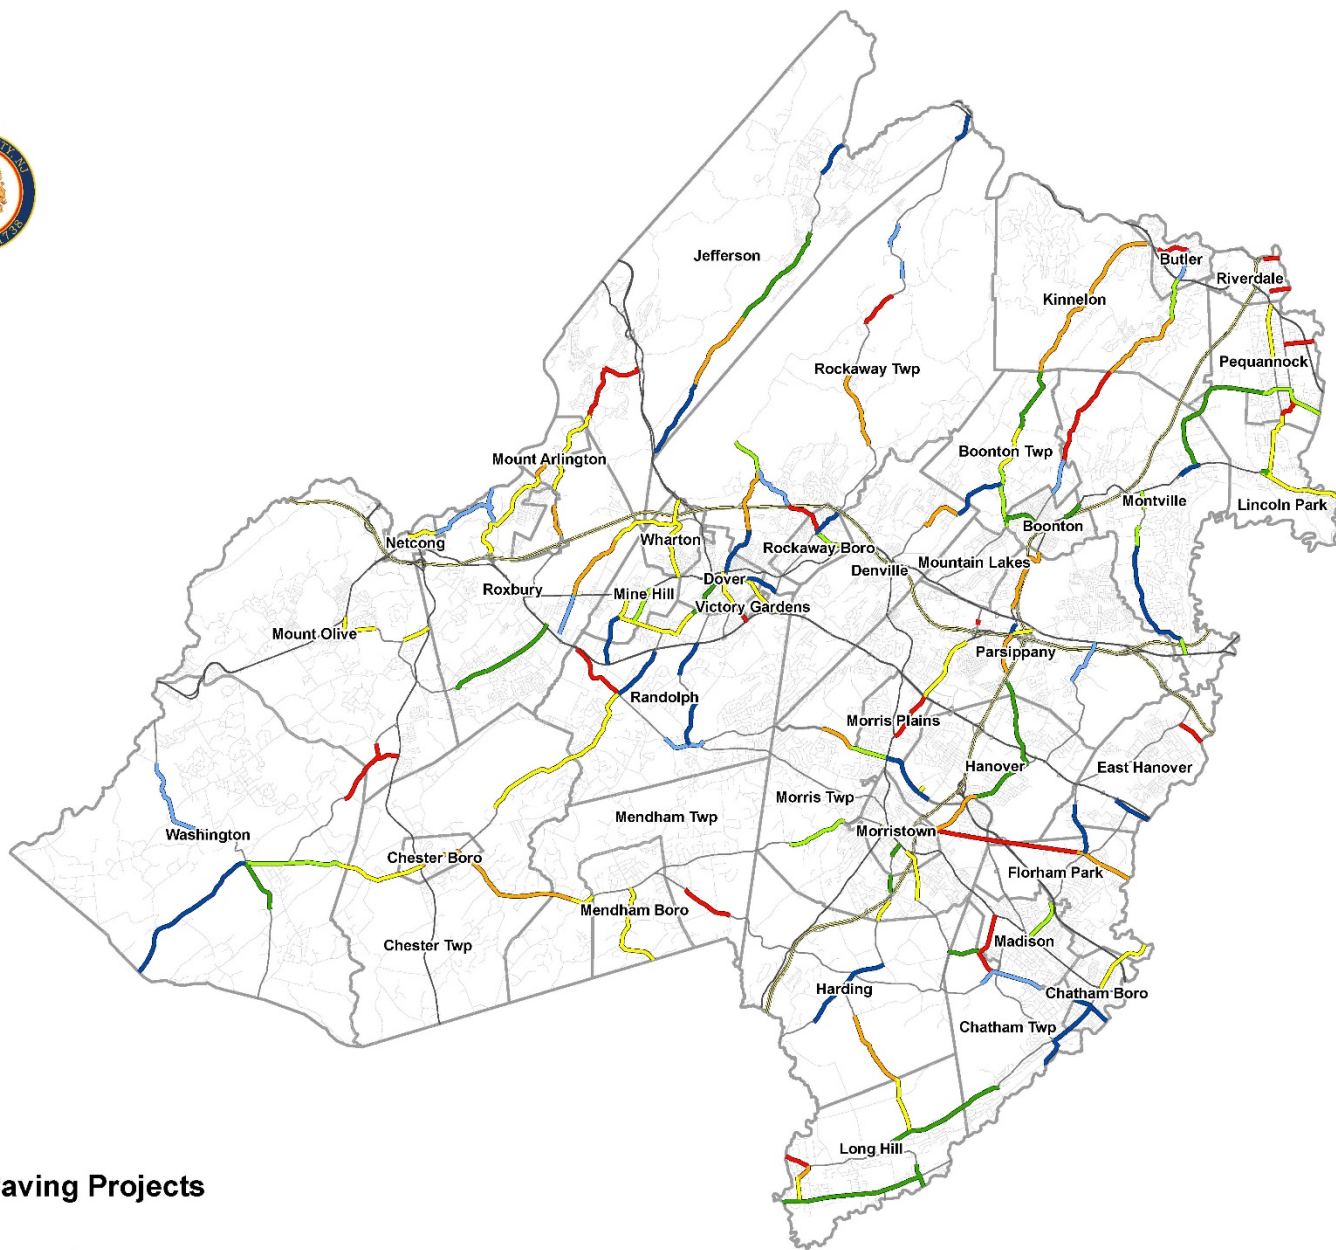 TY, NJ
1738
Jefferson
Butler
Riverdale
Kinnelon
Rockaway Twp
Pequannock
Mount Arlington
Boonton Twp
Montville
Lincoln Park
Netcong
Wharton
Rockaway Boro
Boonton
Denville
Mountain Lakes
Roxbury
Mine Hill
Dover
Victory Gardens
Mount Olive
Parsippany
Randolph
Morris Plains
Hanover
East Hanover
Morris Twp
Washington
Mendham Twp
Morristown
Chester Boro
Florham Park
Mendham Boro
Chester Twp
Madison
Harding
Chatham Boro
Chatham Twp
Long Hill
aving Projects